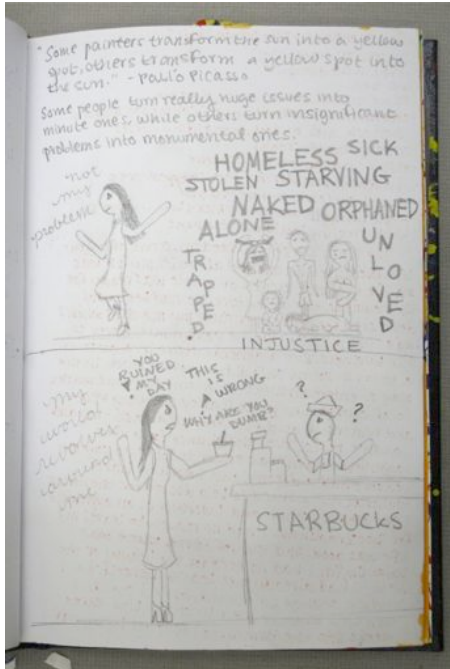 "Some painters transform the sun into a yellow
spot, others transform a yellow spot into
the sun." - Pablo Picasso
Some people turn really huge issues into
minute ones, while others turn insignificant
problems into monumental ones.
not
my
problem
HOMELESS SICK
STOLEN STARVING
NAKED ORPHANED
ALONE
TRAPPED
UNLOVED
INJUSTICE
my
world
revolves
around
me
YOU
RUINED
MY
DAY
THIS
IS
WRONG
WHY ARE YOU
DUMB?
?
?
STARBUCKS